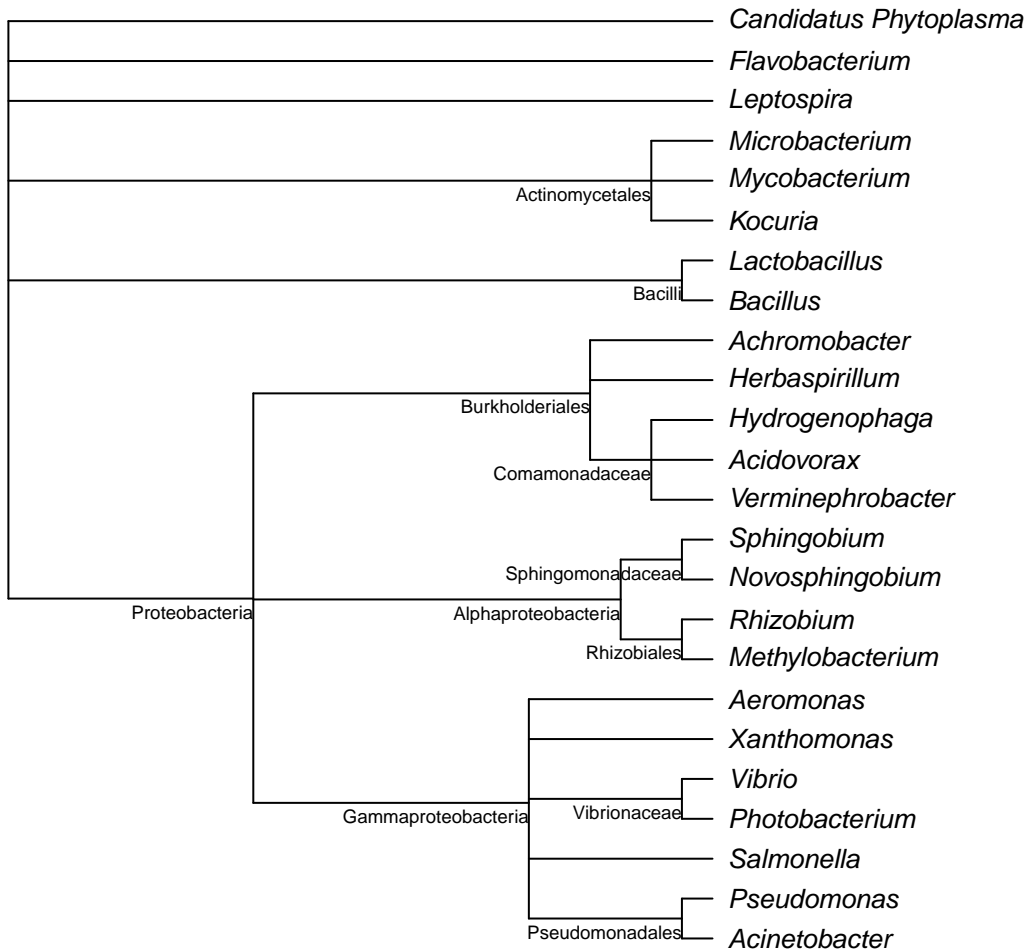 Candidatus Phytoplasma
Flavobacterium
Leptospira
Microbacterium
Mycobacterium
Actinomycetales
Kocuria
Lactobacillus
Bacilli
Bacillus
Achromobacter
Herbaspirillum
Burkholderiales
Hydrogenophaga
Acidovorax
Comamonadaceae
Verminephrobacter
Sphingobium
Sphingomonadaceae
Novosphingobium
Proteobacteria
Alphaproteobacteria
Rhizobium
Rhizobiales
Methylobacterium
Aeromonas
Xanthomonas
Vibrio
Gammaproteobacteria
Vibrionaceae
Photobacterium
Salmonella
Pseudomonas
Pseudomonadales
Acinetobacter